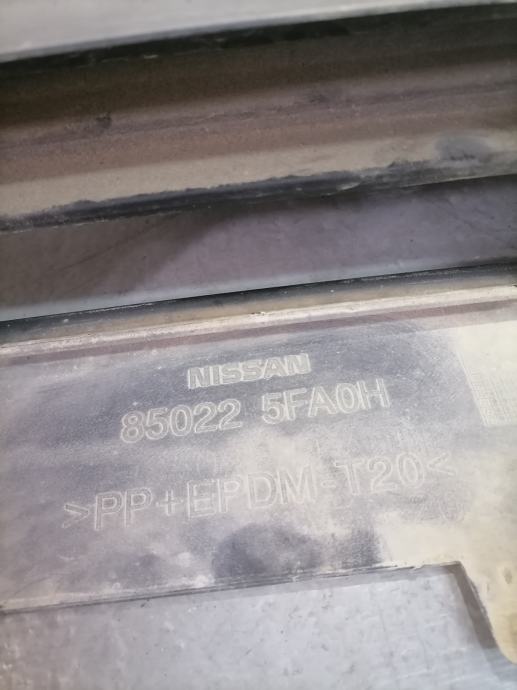 NISSAN
85022 5FA0H
>PP+EPDM-T20<